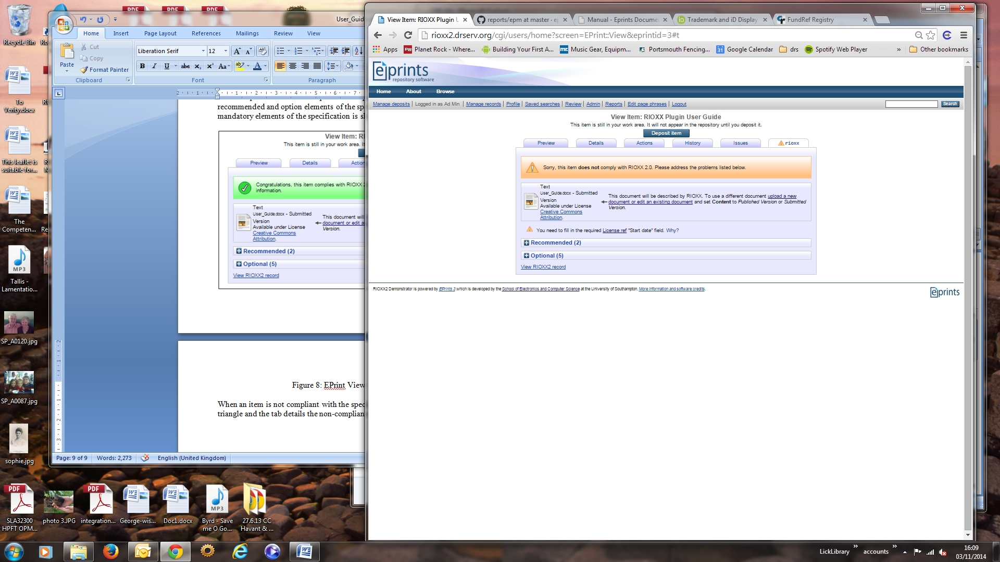 Recycle Bin
To
Verity.docx
This leaflet is
suitable for...
The
Competen...
MP3
Tallis -
Lamentatio...
SP_A0120.jpg
SP_A0087.jpg
sophie.jpg
PDF
PDF
PDF
User_Guid
Home Insert Page Layout References Mailings Review View
Paste
Cut
Copy
Format Painter
Clipboard
Liberation Serif 12
Font
Paragraph
recommended and option elements of the sp
mandatory elements of the specification is sl
View Item: RI
This item is still in your work area. It
Preview Details Action
Congratulations, this item complies with RIOXX 2
information.
Text
User_Guide.docx - Submitted
Version
Available under License
Creative Commons
Attribution.
This document will
document or edit a
Version.
Recommended (2)
Optional (5)
View RIOXX2 record
Figure 8: EPrint View
When an item is not compliant with the spec
triangle and the tab details the non-complian
Page: 9 of 9 Words: 2,273 English (United Kingdom)
View Item: RIOXX Plugin U
reports/epm at master · ep
Manual - Eprints Documen
Trademark and iD Display
FundRef Registry
rioxx2.drserv.org/cgi/users/home?screen=EPrint::View&eprintid=3#t
Apps
Planet Rock - Where...
Building Your First A...
Music Gear, Equipm...
Portsmouth Fencing...
Google Calendar
drs
Spotify Web Player
»
Other bookmarks
eprints
repository software
Home About Browse
Manage deposits | Logged in as Ad Min | Manage records | Profile | Saved searches | Review | Admin | Reports | Edit page phrases | Logout
Search
View Item: RIOXX Plugin User Guide
This item is still in your work area. It will not appear in the repository until you deposit it.
Deposit item
Preview Details Actions History Issues rioxx
Sorry, this item does not comply with RIOXX 2.0. Please address the problems listed below.
Text
User_Guide.docx - Submitted
Version
Available under License
Creative Commons
Attribution.
This document will be described by RIOXX. To use a different document upload a new
document or edit an existing document and set Content to Published Version or Submitted
Version.
You need to fill in the required License ref "Start date" field. Why?
Recommended (2)
Optional (5)
View RIOXX2 record
RIOXX2 Demonstrator is powered by EPrints 3 which is developed by the School of Electronics and Computer Science at the University of Southampton. More information and software credits.
eprints
PDF
SLA32300
HPFT OPM...
photo 3.JPG
PDF
integration...
George-wis...
Doc1.docx
MP3
Byrd - Save
me O Go...
27.6.13 CC
Havant & ...
LickLibrary »
accounts »
16:09
03/11/2014